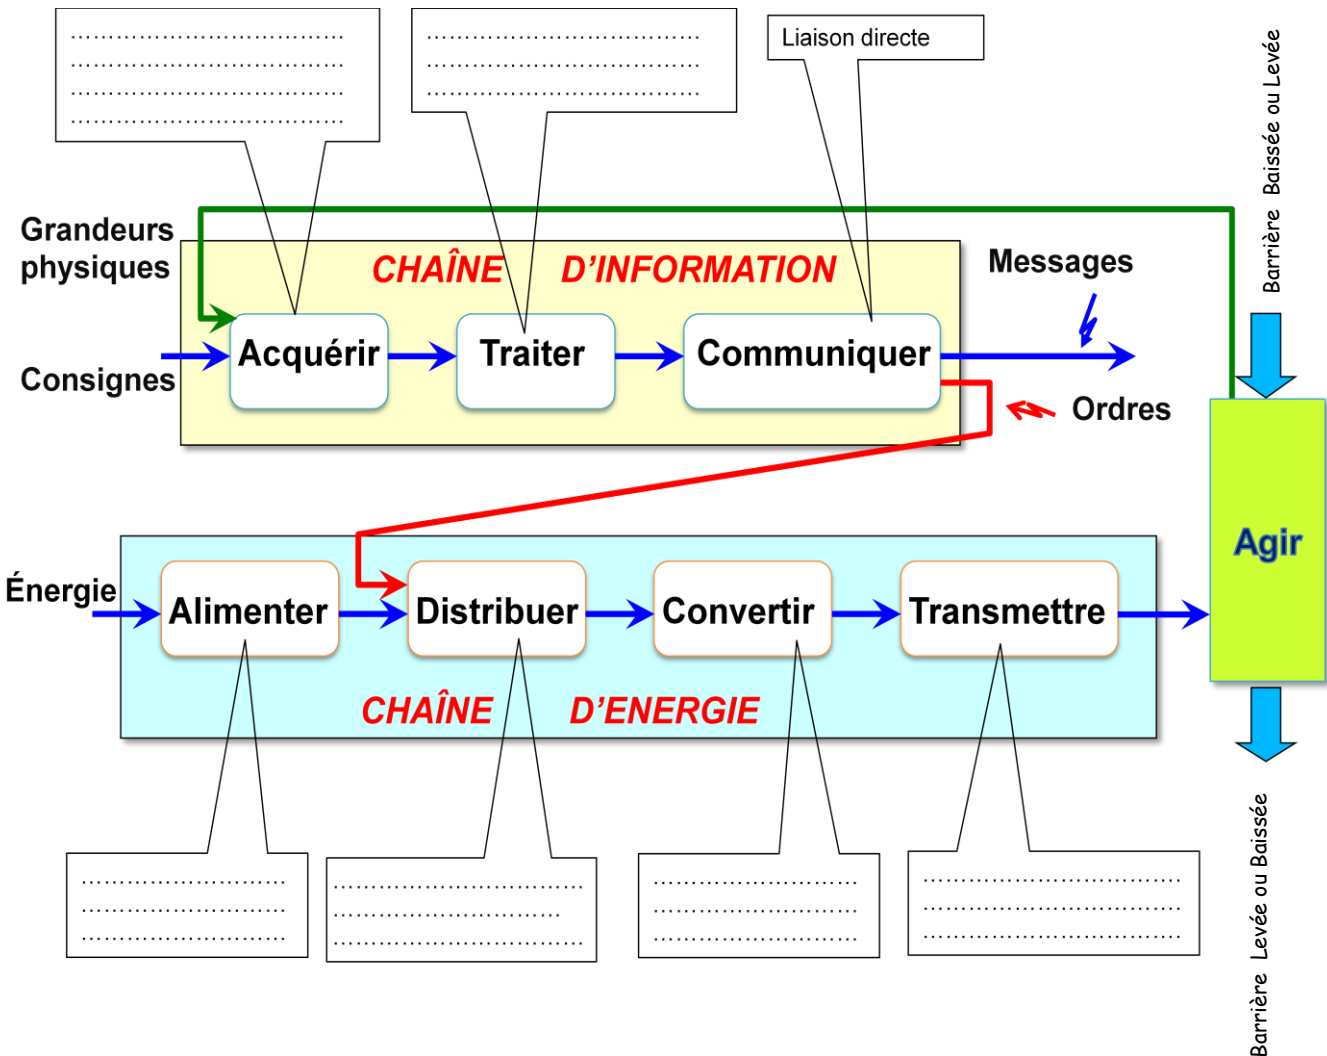 ……………………………
……………………………
……………………………
……………………………
……………………………
……………………………
……………………………
Liaison directe
Barrière Baissée ou Levée
Grandeurs
physiques
CHAÎNE D'INFORMATION
Messages
Acquérir
Traiter
Communiquer
Consignes
Ordres
Agir
Énergie
Alimenter
Distribuer
Convertir
Transmettre
CHAÎNE D'ENERGIE
……………………
……………………
……………………
…………………………
………………………
…………………………
……………………
……………………
……………………
…………………………
…………………………
…………………………
Barrière Levée ou Baissée